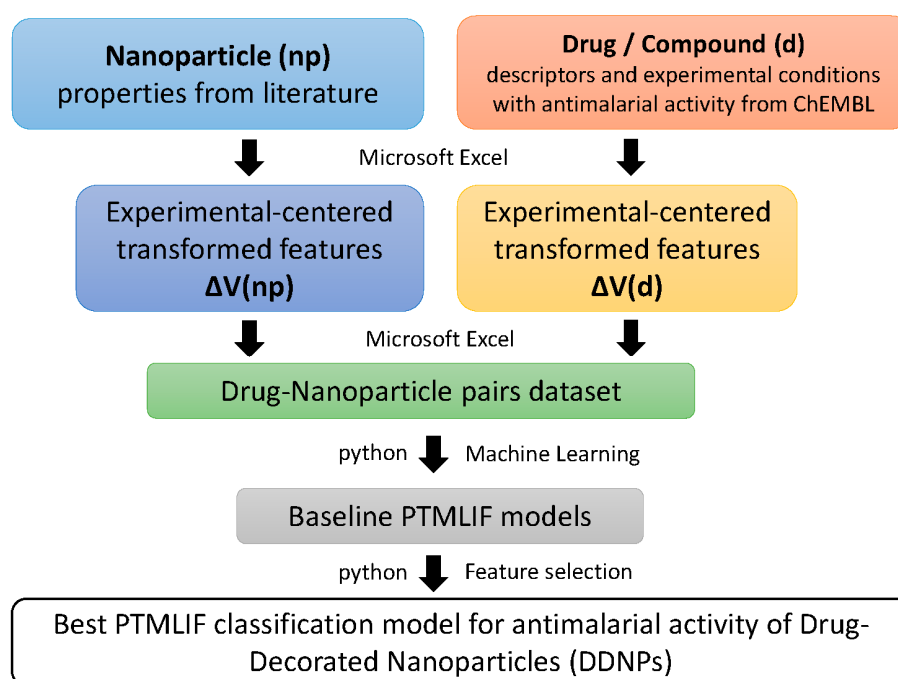 Nanoparticle (np)
properties from literature
Drug / Compound (d)
descriptors and experimental conditions
with antimalarial activity from ChEMBL
Microsoft Excel
Experimental-centered
transformed features
ΔV(np)
Experimental-centered
transformed features
ΔV(d)
Microsoft Excel
Drug-Nanoparticle pairs dataset
python Machine Learning
Baseline PTMLIF models
python Feature selection
Best PTMLIF classification model for antimalarial activity of Drug-
Decorated Nanoparticles (DDNPs)